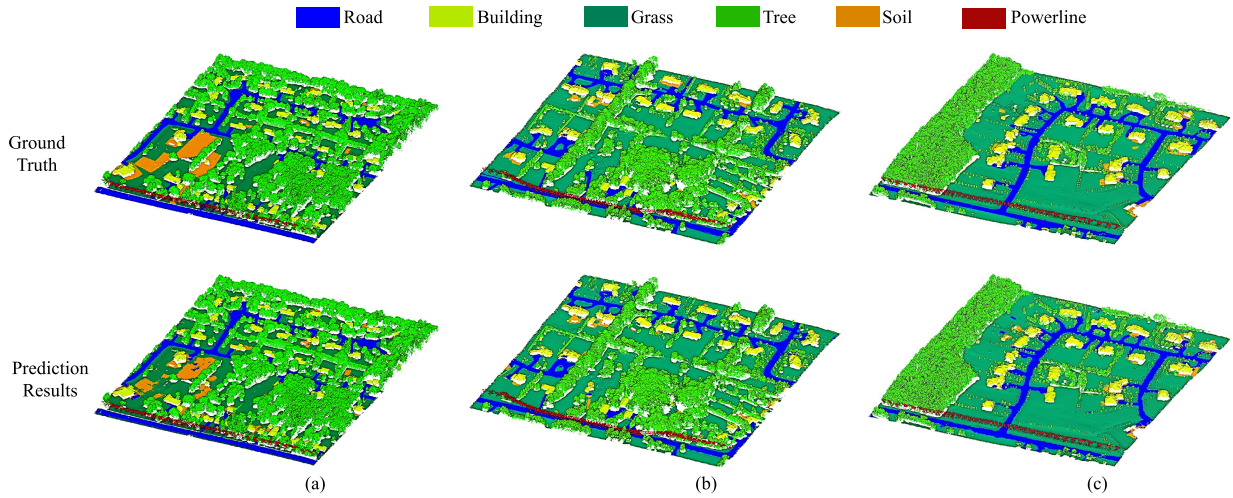 Road Building Grass Tree Soil Powerline
Ground
Truth
Prediction
Results
(a) (b) (c)